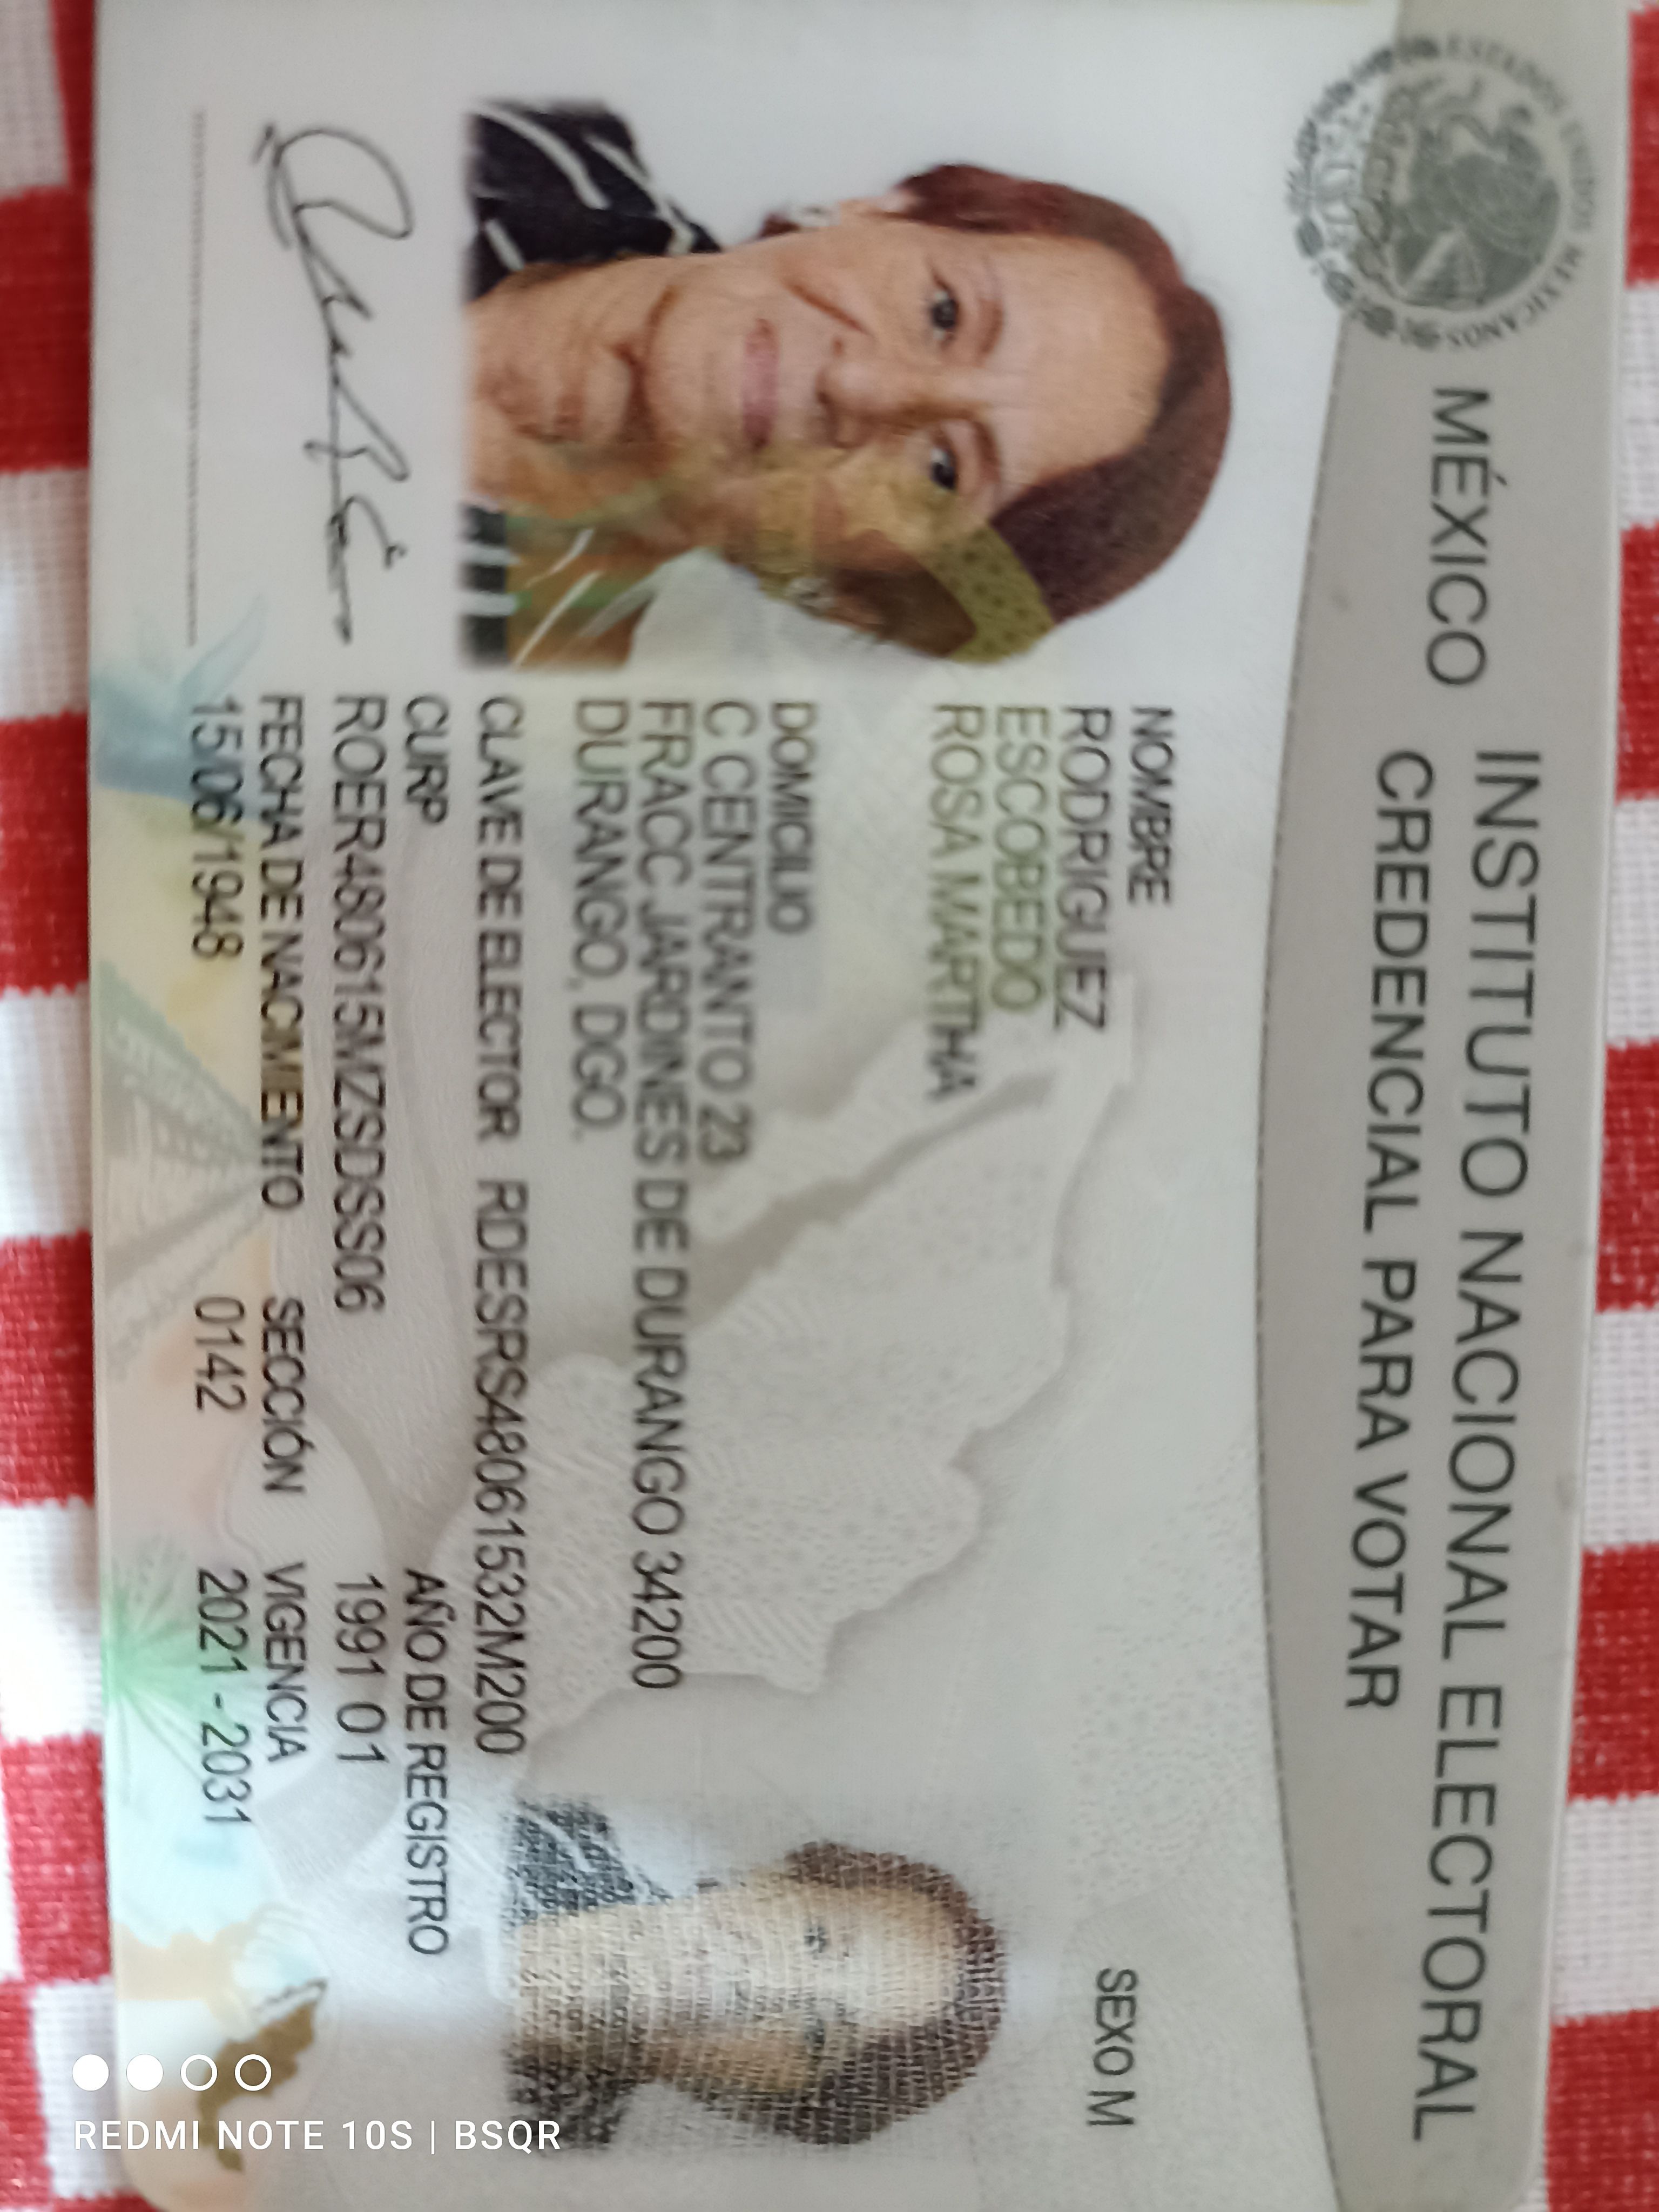 ESTADOS UNIDOS MEXICANOS
MÉXICO
INSTITUTO NACIONAL ELECTORAL
CREDENCIAL PARA VOTAR
NOMBRE
RODRIGUEZ
ESCOBEDO
ROSA MARTHA
SEXO M
DOMICILIO
C CENTRANTO 23
FRACC JARDINES DE DURANGO 34200
DURANGO, DGO.
CLAVE DE ELECTOR RDESRS48061532M200
CURP
ROER480615MZSDSS06
AÑO DE REGISTRO
1991 01
FECHA DE NACIMIENTO
15/06/1948
SECCIÓN
0142
VIGENCIA
2021 - 2031
REDMI NOTE 10S | BSQR